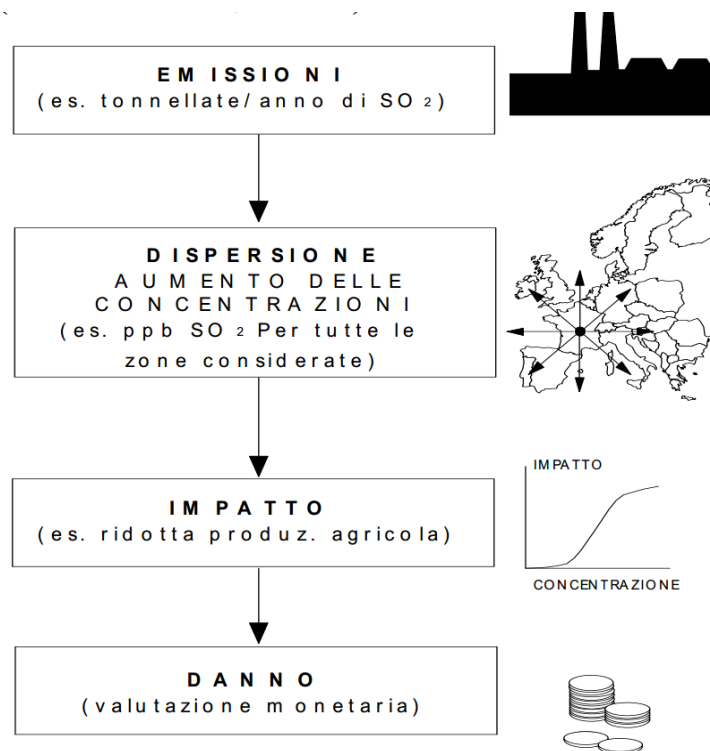 EMISSIONI
(es. tonnellate/anno di SO2)
DISPERSIONE
AUMENTO DELLE
CONCENTRAZIONI
(es. ppb SO2 Per tutte le
zone considerate)
IMPATTO
(es. ridotta produz. agricola)
IMPATTO
CONCENTRAZIONE
DANNO
(valutazione monetaria)